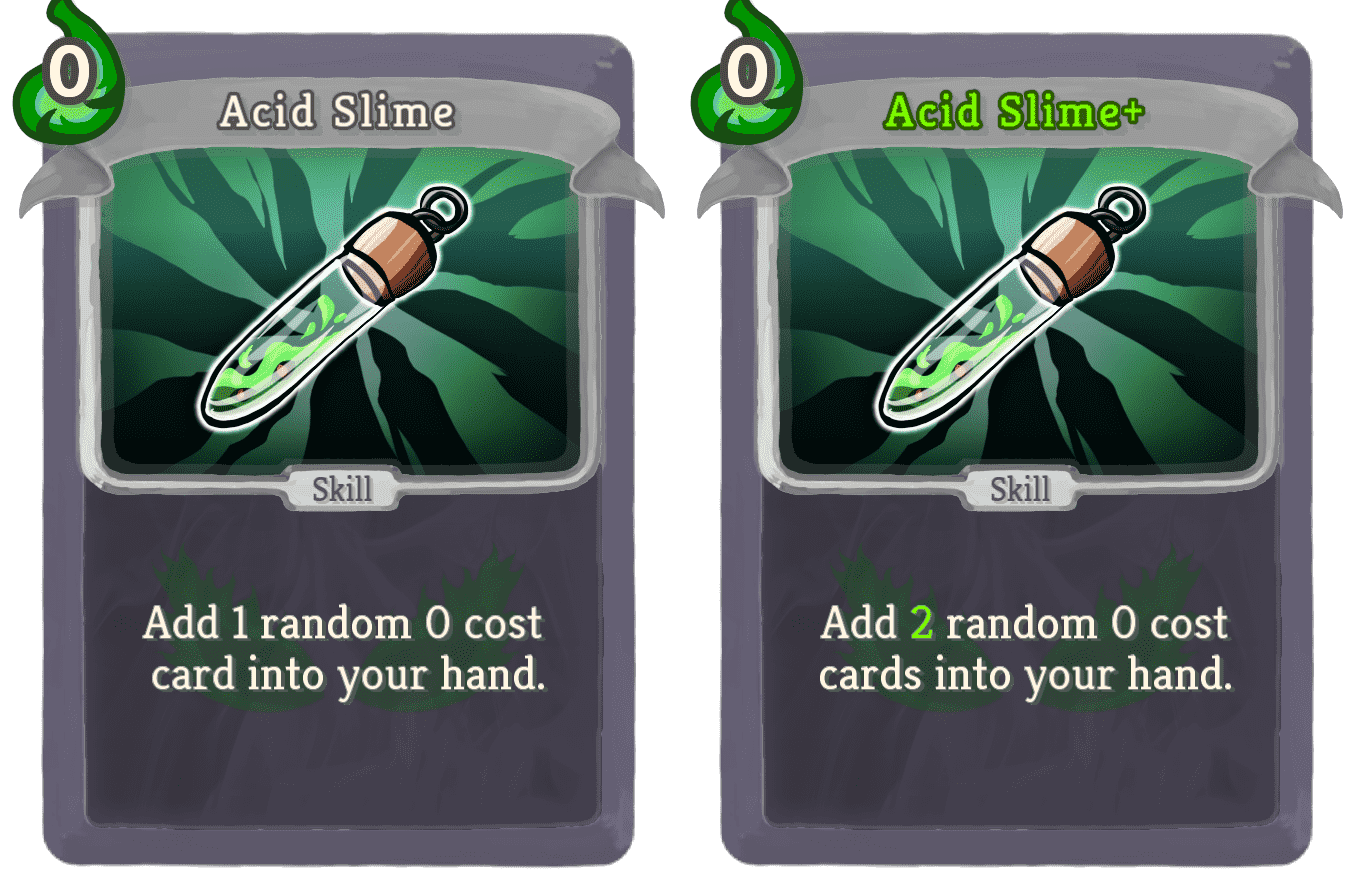 0
Acid Slime
Skill
Add 1 random 0 cost
card into your hand.
0
Acid Slime+
Skill
Add 2 random 0 cost
cards into your hand.